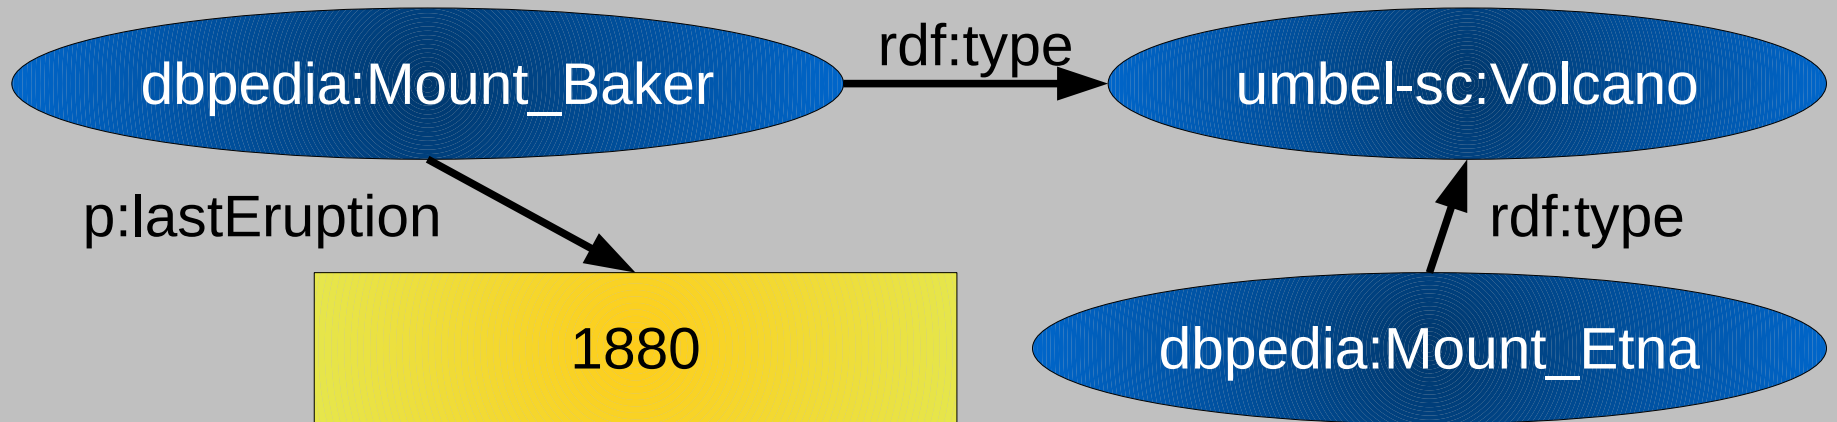 dbpedia:Mount_Baker
rdf:type
umbel-sc:Volcano
p:lastEruption
rdf:type
1880
dbpedia:Mount_Etna